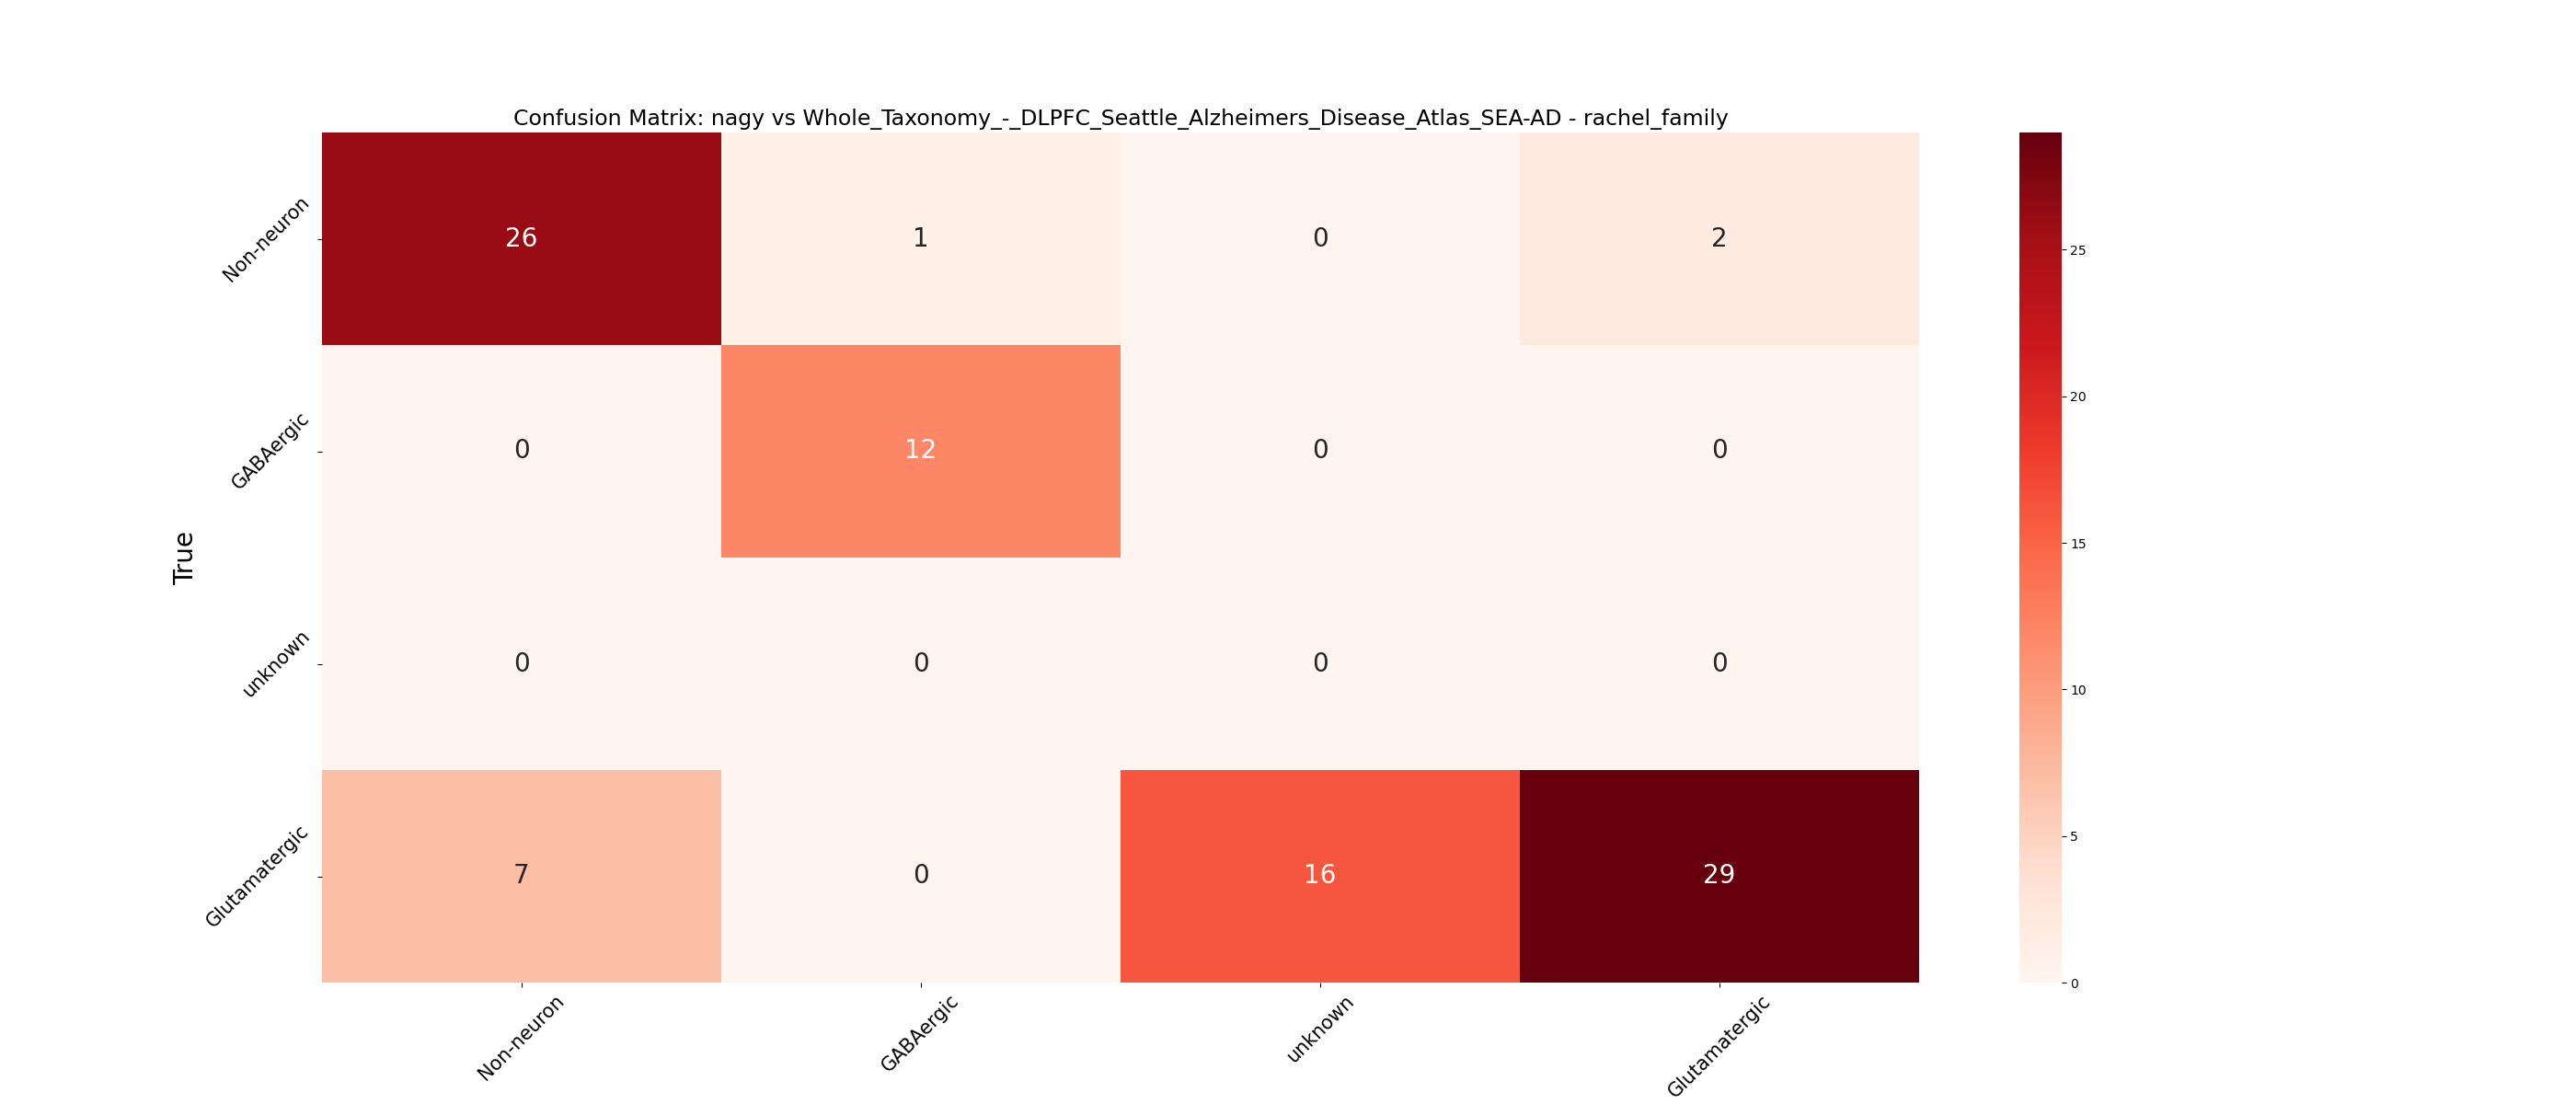 Confusion Matrix: nagy vs Whole_Taxonomy_-_DLPFC_Seattle_Alzheimers_Disease_Atlas_SEA-AD - rachel_family
True
Non-neuron
26 1 0 2
GABAergic
0 12 0 0
unknown
0 0 0 0
Glutamatergic
7 0 16 29
Non-neuron GABAergic unknown Glutamatergic
25
20
15
10
5
0